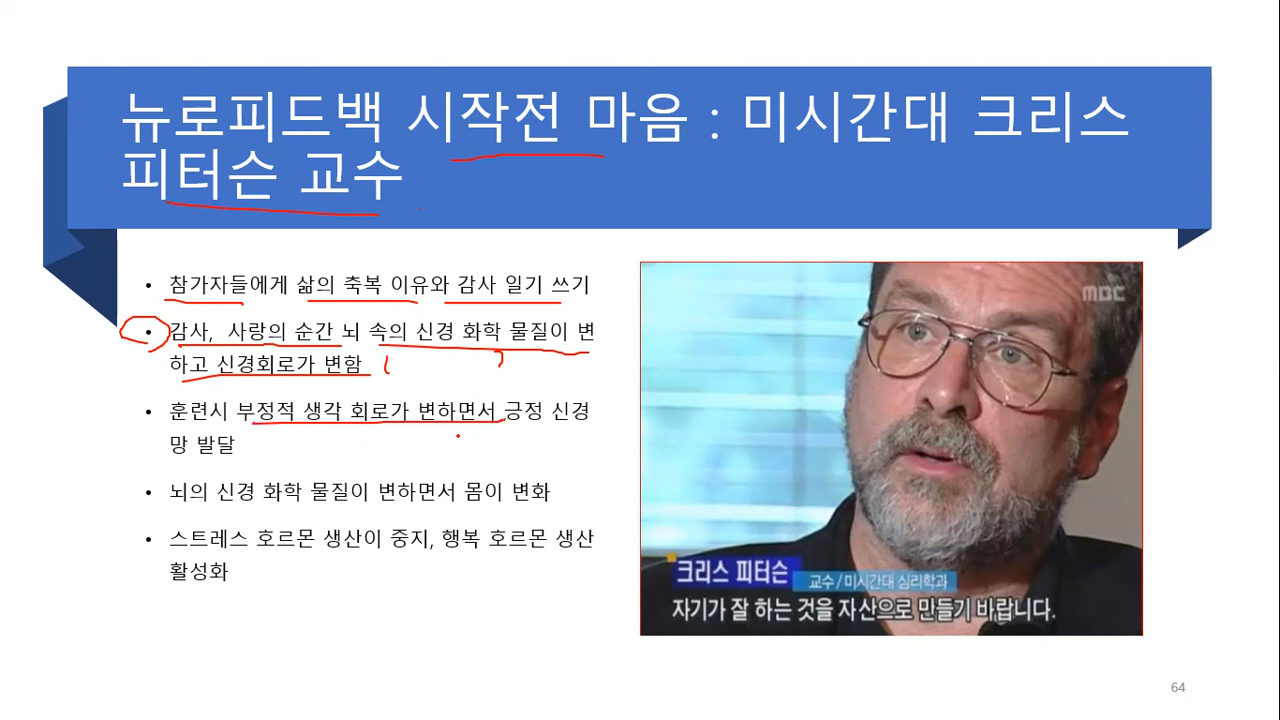 뉴로피드백 시작전 마음 : 미시간대 크리스
피터슨 교수
• 참가자들에게 삶의 축복 이유와 감사 일기 쓰기
• 감사, 사랑의 순간 뇌 속의 신경 화학 물질이 변
하고 신경회로가 변함
• 훈련시 부정적 생각 회로가 변하면서 긍정 신경
망 발달
• 뇌의 신경 화학 물질이 변하면서 몸이 변화
• 스트레스 호르몬 생산이 중지, 행복 호르몬 생산
활성화
MBC
크리스 피터슨 교수/미시간대 심리학과
자기가 잘 하는 것을 자산으로 만들기 바랍니다.
64